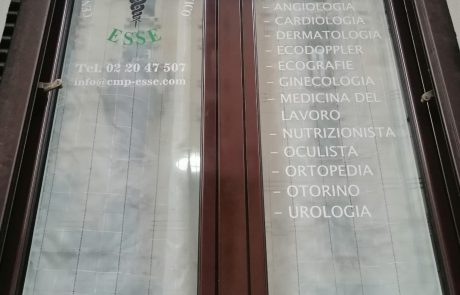 ESSE
Tel. 02 20 47 507
info@cmp-esse.com
- ANGIOLOGIA
- CARDIOLOGIA
- DERMATOLOGIA
- ECODOPPLER
- ECOGRAFIE
- GINECOLOGIA
- MEDICINA DEL
LAVORO
- NUTRIZIONISTA
- OCULISTA
- ORTOPEDIA
- OTORINO
- UROLOGIA